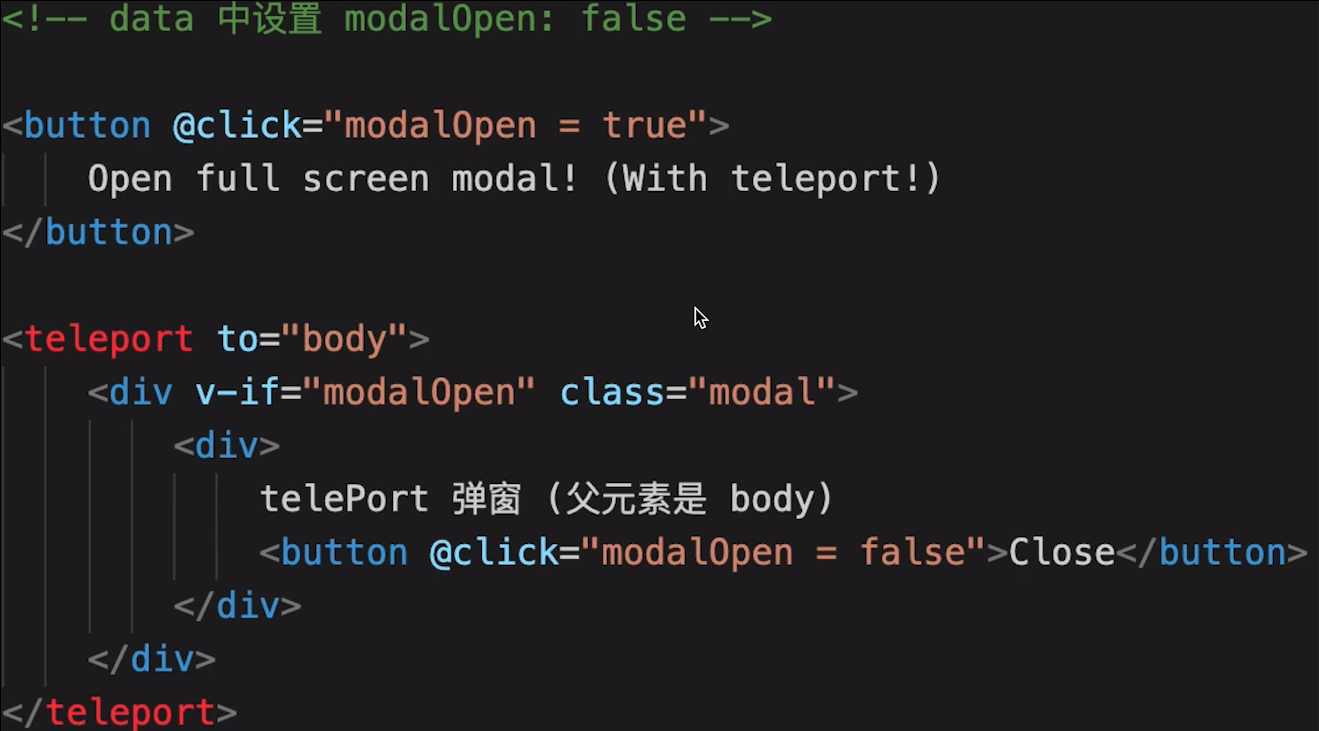 <!-- data 中设置 modalOpen: false -->
<button @click="modalOpen = true">
Open full screen modal! (With teleport!)
</button>
<teleport to="body">
<div v-if="modalOpen" class="modal">
<div>
telePort 弹窗 (父元素是 body)
<button @click="modalOpen = false">Close</button>
</div>
</div>
</teleport>